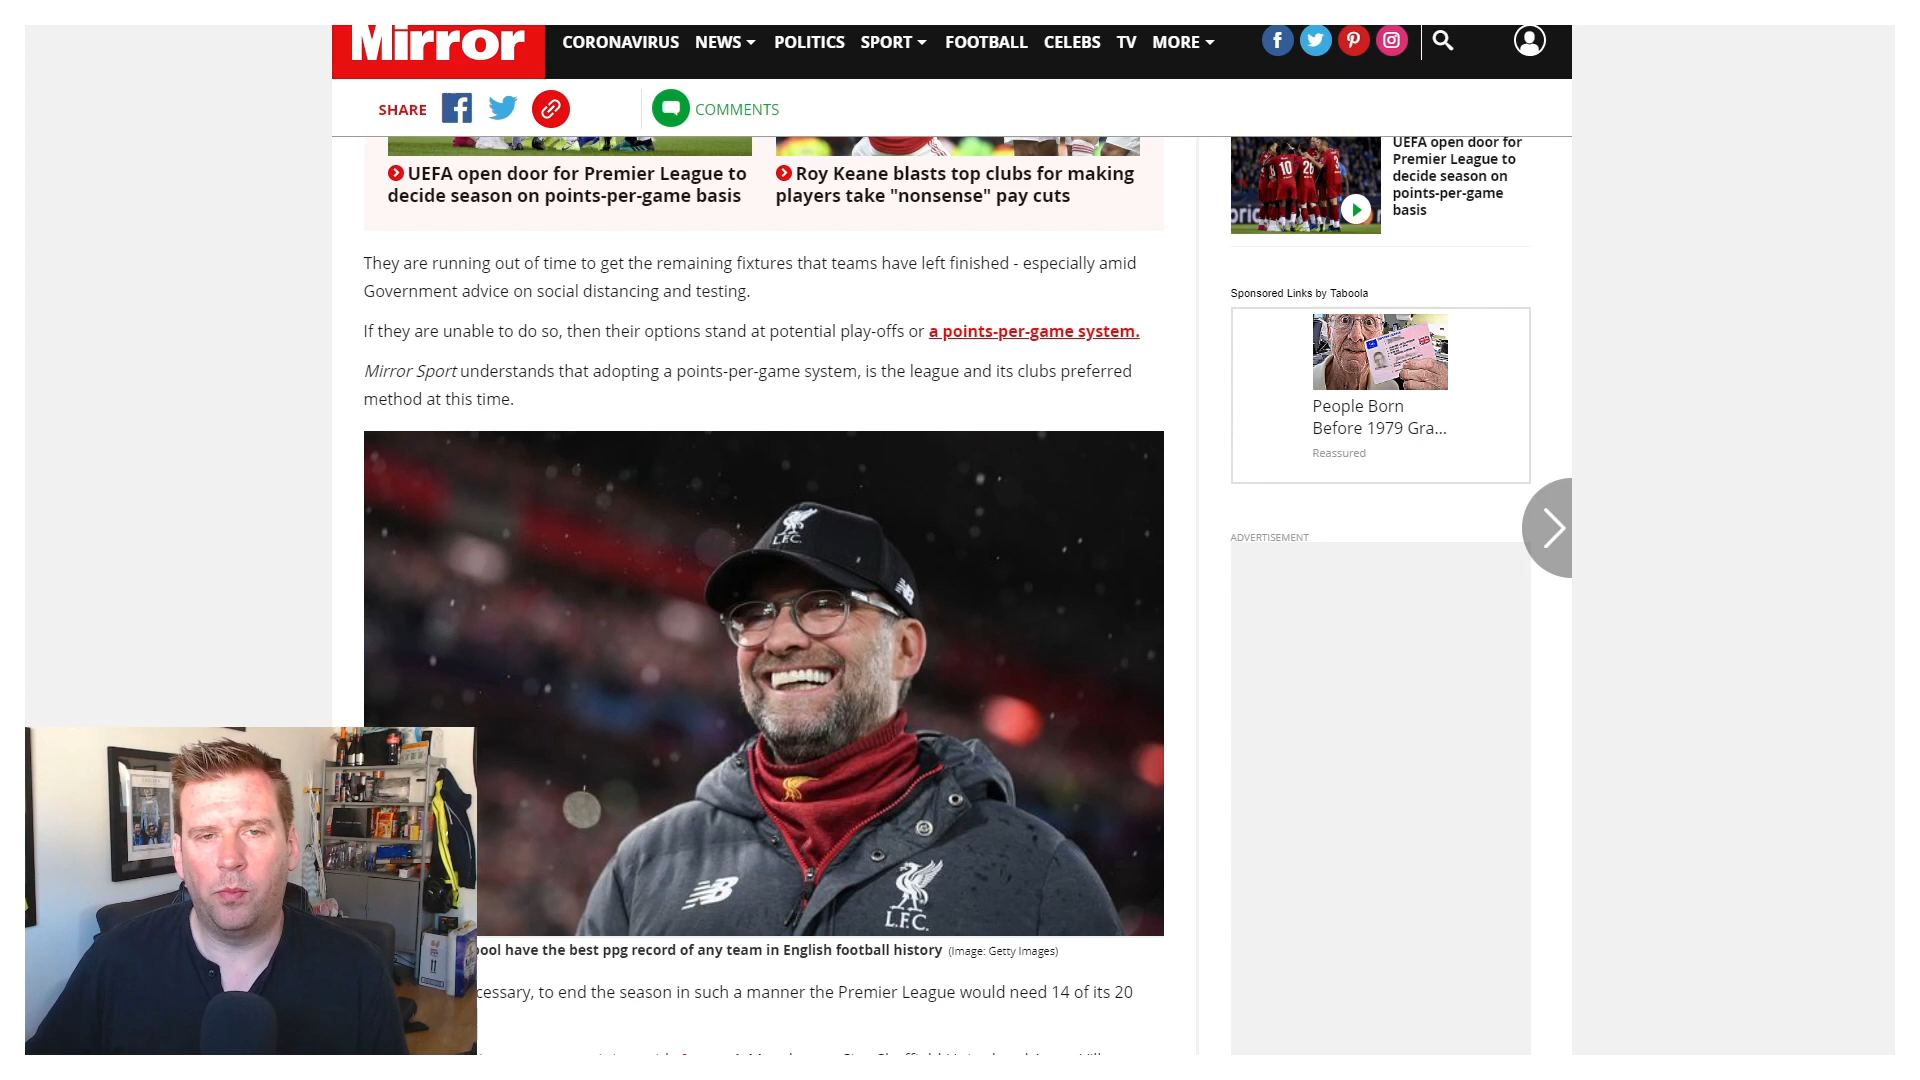 Mirror
CORONAVIRUS NEWS POLITICS SPORT FOOTBALL CELEBS TV MORE
SHARE
COMMENTS
UEFA open door for Premier League to
decide season on points-per-game basis
Roy Keane blasts top clubs for making
players take "nonsense" pay cuts
They are running out of time to get the remaining fixtures that teams have left finished - especially amid
Government advice on social distancing and testing.
If they are unable to do so, then their options stand at potential play-offs or a points-per-game system.
Mirror Sport understands that adopting a points-per-game system, is the league and its clubs preferred
method at this time.
L.F.C.
L.F.C.
pool have the best ppg record of any team in English football history (Image: Getty Images)
cessary, to end the season in such a manner the Premier League would need 14 of its 20
UEFA open door for
Premier League to
decide season on
points-per-game
basis
10
Sponsored Links by Taboola
People Born
Before 1979 Gra...
Reassured
ADVERTISEMENT